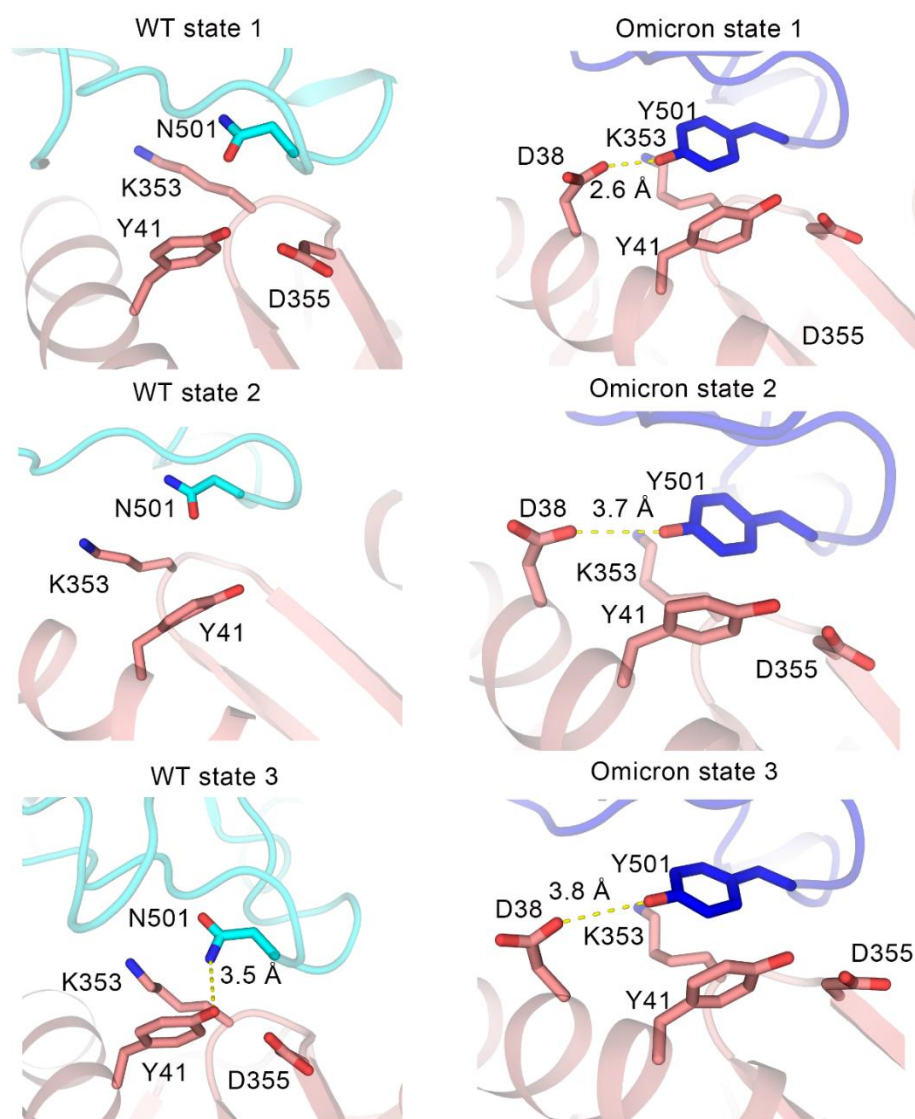 WT state 1
N501
K353
Y41
D355
Omicron state 1
Y501
K353
D38
2.6 Å
Y41
D355
WT state 2
N501
K353
Y41
Omicron state 2
Y501
D38
3.7 Å
K353
Y41
D355
WT state 3
N501
K353
3.5 Å
Y41
D355
Omicron state 3
Y501
3.8 Å
D38
K353
D355
Y41